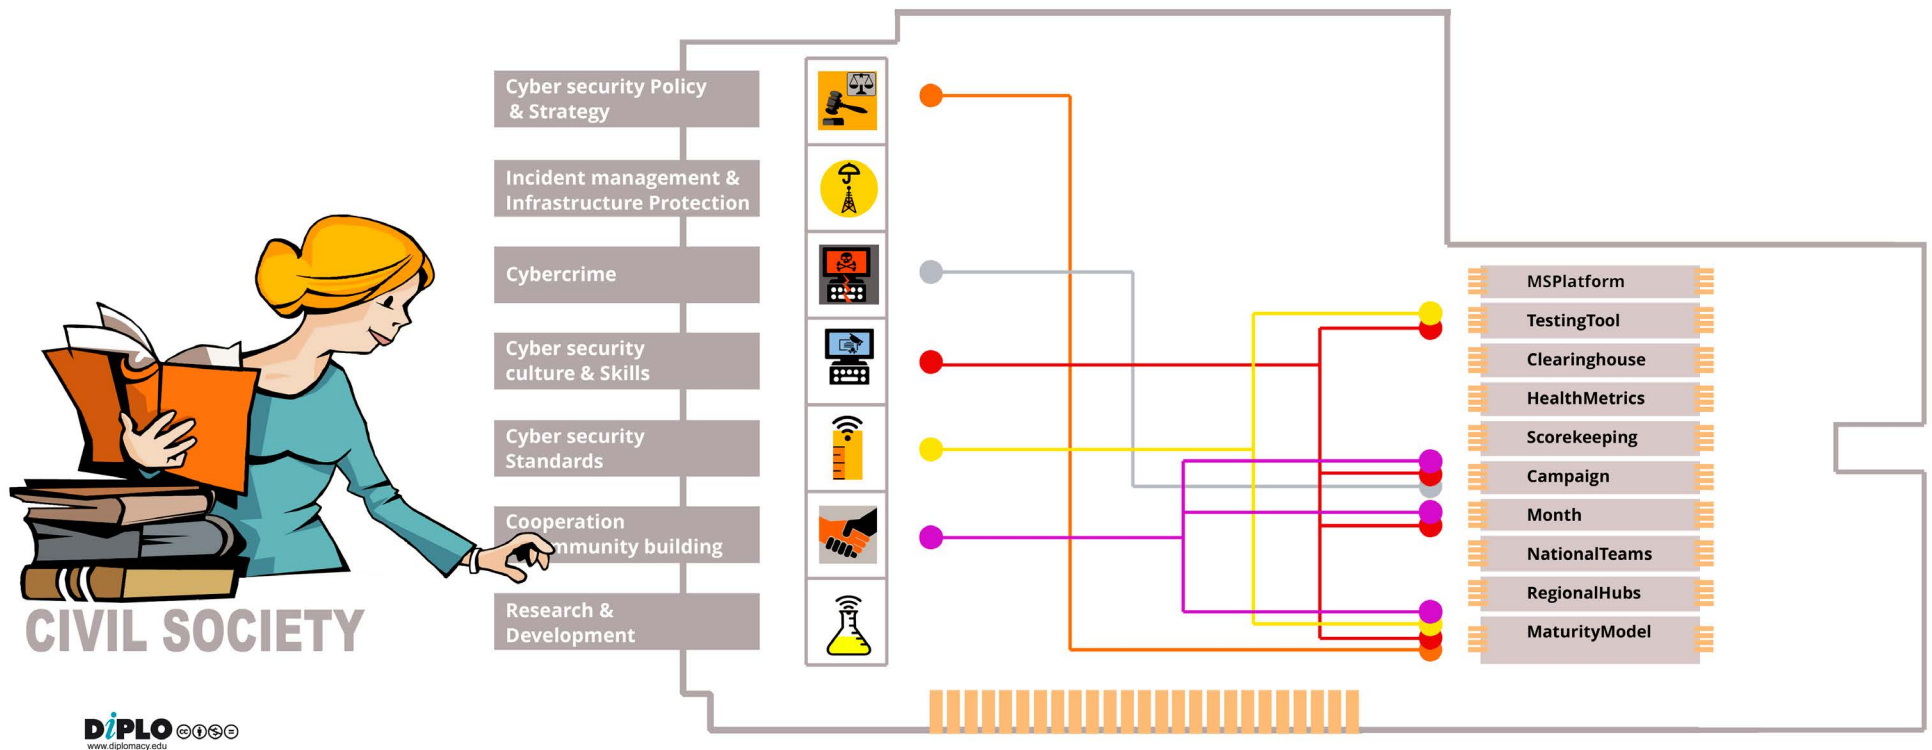 Cyber security Policy
& Strategy
Incident management &
Infrastructure Protection
Cybercrime
Cyber security
culture & Skills
Cyber security
Standards
Cooperation
mmunity building
Research &
Development
MSPlatform
TestingTool
Clearinghouse
HealthMetrics
Scorekeeping
Campaign
Month
NationalTeams
RegionalHubs
MaturityModel
CIVIL SOCIETY
DiPLO
www.diplomacy.edu